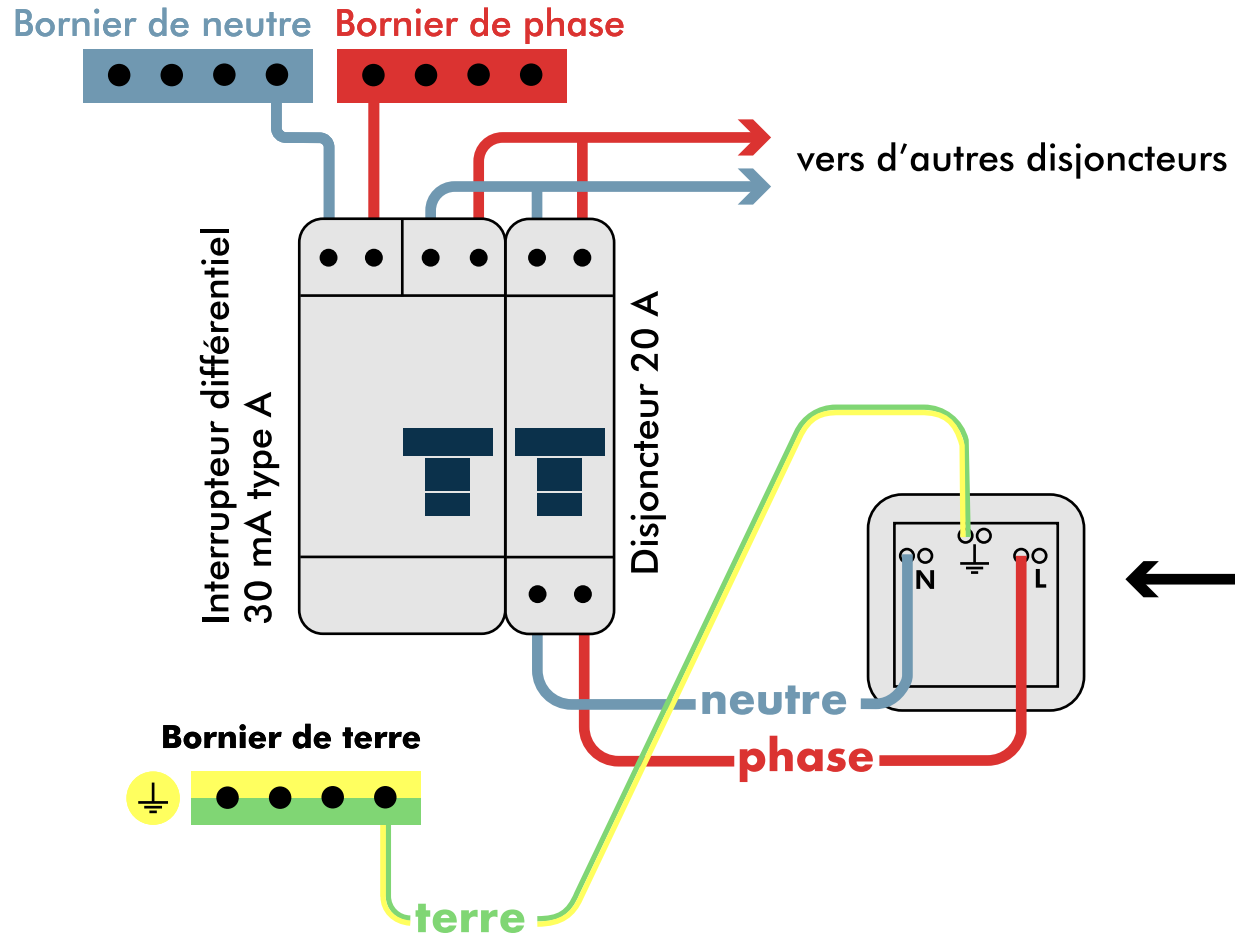 Bornier de neutre
Bornier de phase
vers d’autres disjoncteurs
Interrupteur différentiel
30 mA type A
Disjoncteur 20 A
N
L
neutre
phase
Bornier de terre
terre